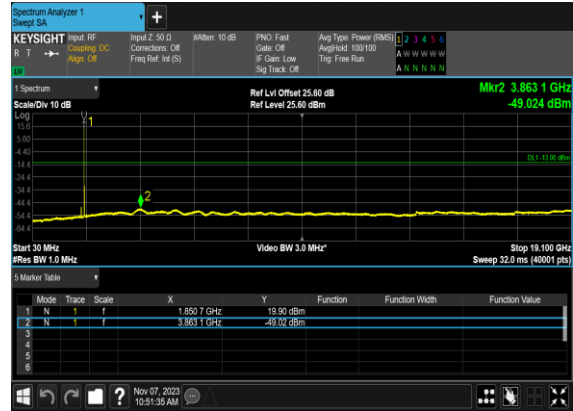 Spectrum Analyzer 1
Swept SA
KEYSIGHT
R T
Input: RF
Coupling: DC
Align: Off
Input Z: 50 Ω
Corrections: Off
Freq Ref: Int (S)
#Atten: 10 dB
PNO: Fast
Gate: Off
IF Gain: Low
Sig Track: Off
Avg Type: Power (RMS)
Avg|Hold: 100/100
Trig: Free Run
1 2 3 4 5 6
A W W W W W
A N N N N N
1 Spectrum
Scale/Div 10 dB
Ref Lvl Offset 25.60 dB
Ref Level 25.60 dBm
Mkr2 3.863 1 GHz
-49.024 dBm
Log
15.6
5.60
-4.40
-14.4
-24.4
-34.4
-44.4
-54.4
-64.4
1
2
DL1 -13.00 dBm
Start 30 MHz
#Res BW 1.0 MHz
Video BW 3.0 MHz*
Stop 19.100 GHz
Sweep 32.0 ms (40001 pts)
5 Marker Table
Mode Trace Scale X Y Function Function Width Function Value
1 N 1 f 1.850 7 GHz 19.90 dBm
2 N 1 f 3.863 1 GHz -49.02 dBm
3
4
5
6
?
Nov 07, 2023
10:51:35 AM